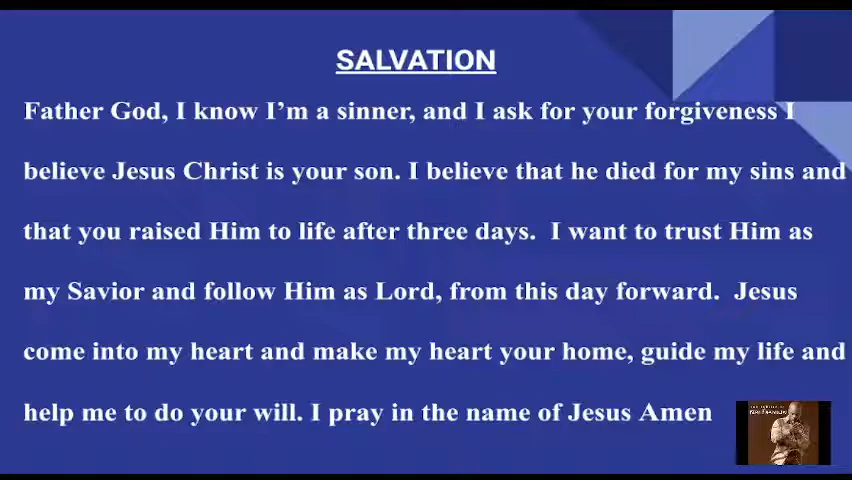 SALVATION
Father God, I know I'm a sinner, and I ask for your forgiveness I
believe Jesus Christ is your son. I believe that he died for my sins and
that you raised Him to life after three days. I want to trust Him as
my Savior and follow Him as Lord, from this day forward. Jesus
come into my heart and make my heart your home, guide my life and
help me to do your will. I pray in the name of Jesus Amen
KIRK FRANKLIN